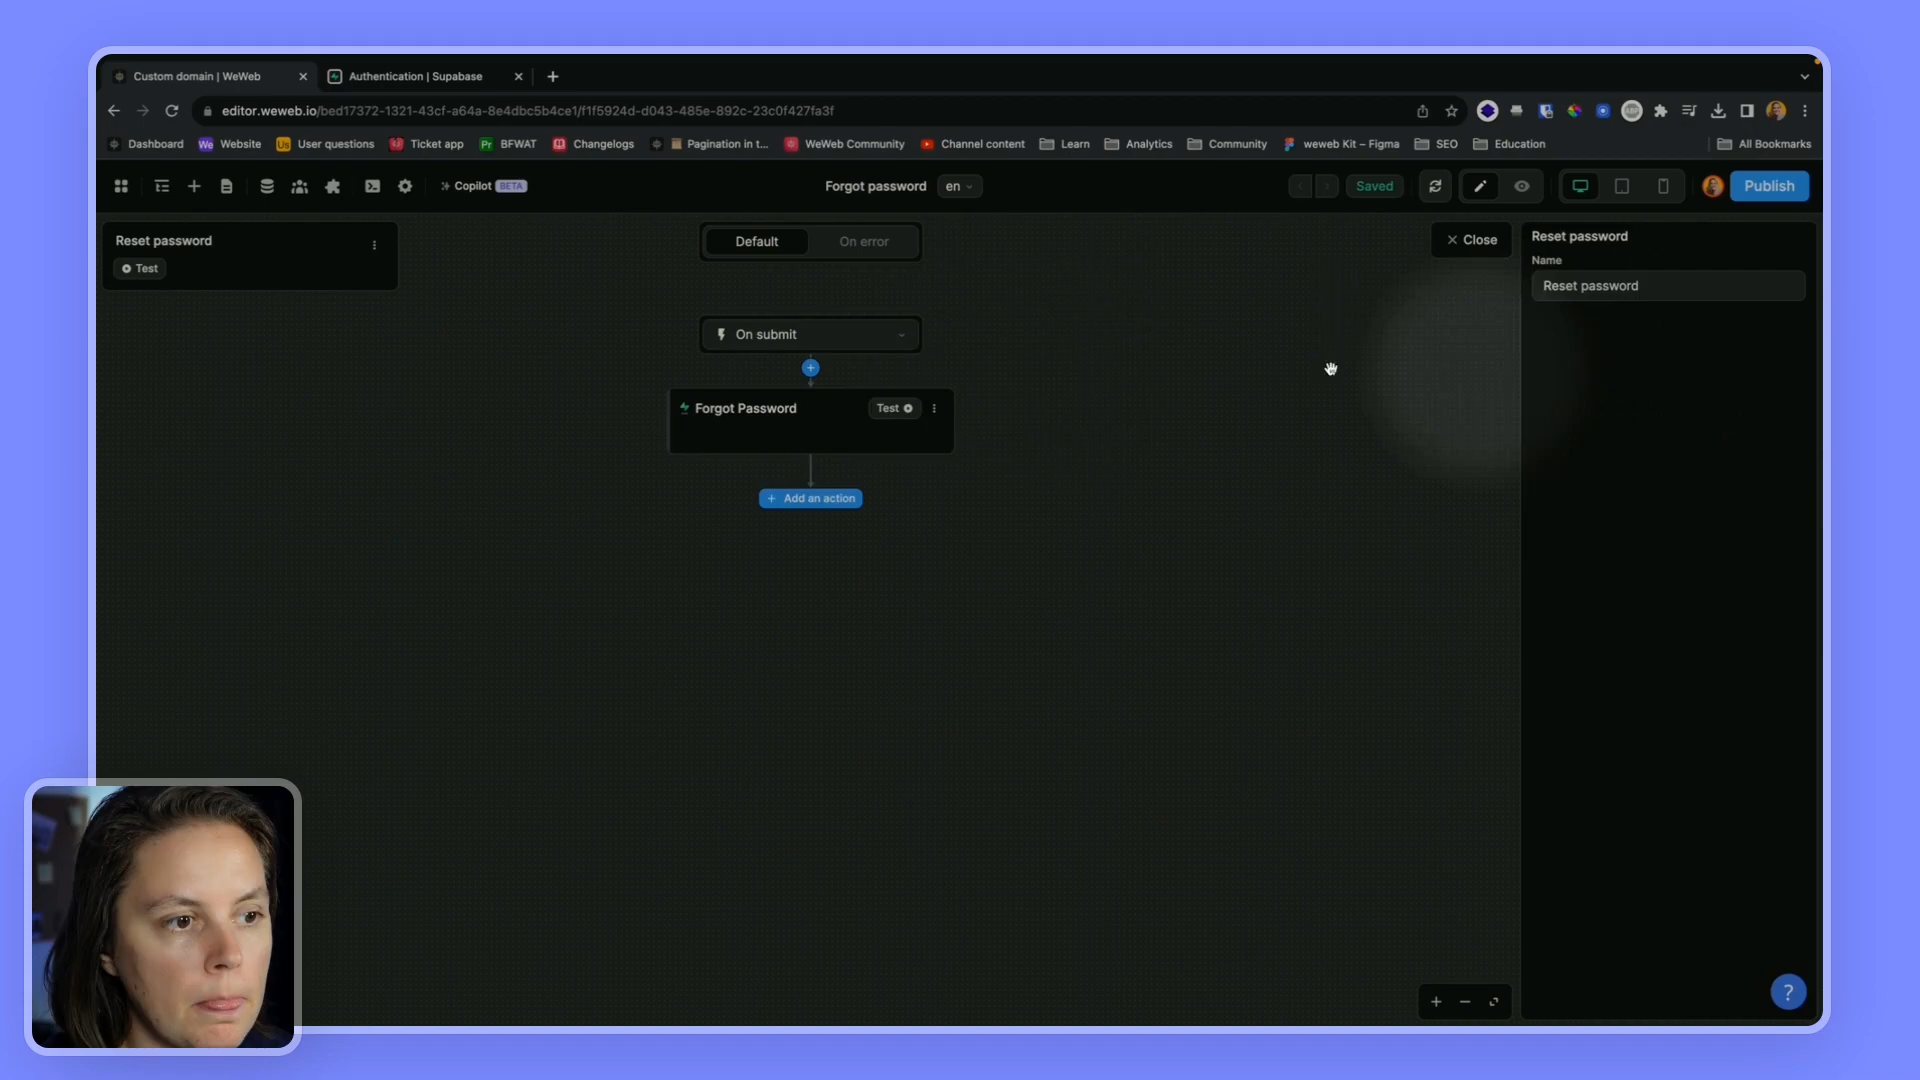 Custom domain | WeWeb
Authentication | Supabase
editor.weweb.io/bed17372-1321-43cf-a64a-8e4dbc5b4ce1/f1f5924d-d043-485e-892c-23c0f427fa3f
Dashboard
We Website
Us User questions
Ticket app
Pr BFWAT
Changelogs
Pagination in t...
WeWeb Community
Channel content
Learn
Analytics
Community
weweb Kit – Figma
SEO
Education
All Bookmarks
Copilot BETA
Forgot password
en
Saved
Publish
Reset password
Test
Default
On error
Close
Reset password
Name
Reset password
On submit
Forgot Password
Test
+ Add an action
?